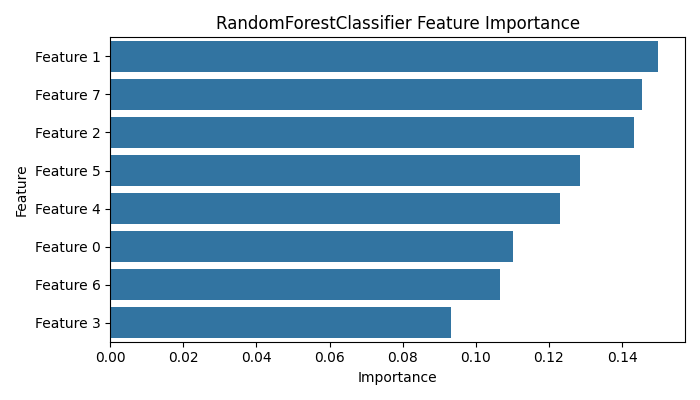 RandomForestClassifier Feature Importance
Feature 1
Feature 7
Feature 2
Feature 5
Feature 4
Feature 0
Feature 6
Feature 3
Feature
0.00 0.02 0.04 0.06 0.08 0.10 0.12 0.14
Importance